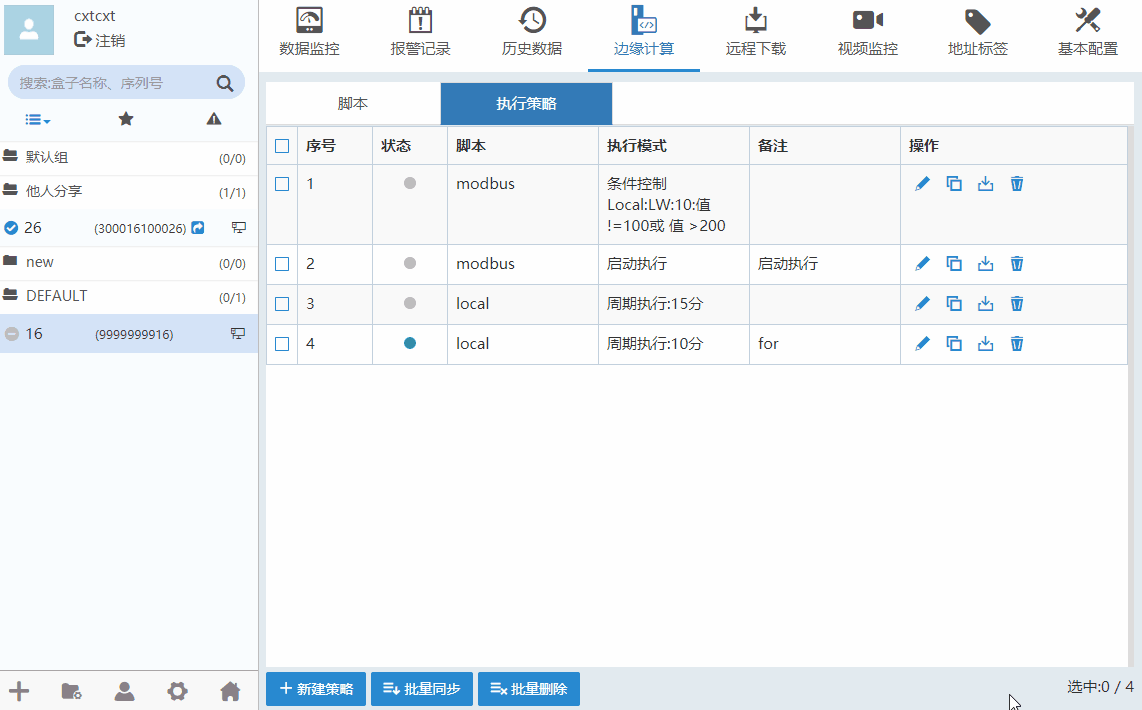 cxtcxt
注销
搜索:盒子名称、序列号
默认组 (0/0)
他人分享 (1/1)
26 (300016100026)
new (0/0)
DEFAULT (0/1)
16 (9999999916)
数据监控 报警记录 历史数据 边缘计算 远程下载 视频监控 地址标签 基本配置
脚本 执行策略
序号 状态 脚本 执行模式 备注 操作
1 modbus 条件控制
Local:LW:10:值
!=100或 值 >200
2 modbus 启动执行 启动执行
3 local 周期执行:15分
4 local 周期执行:10分 for
新建策略 批量同步 批量删除
选中:0 / 4